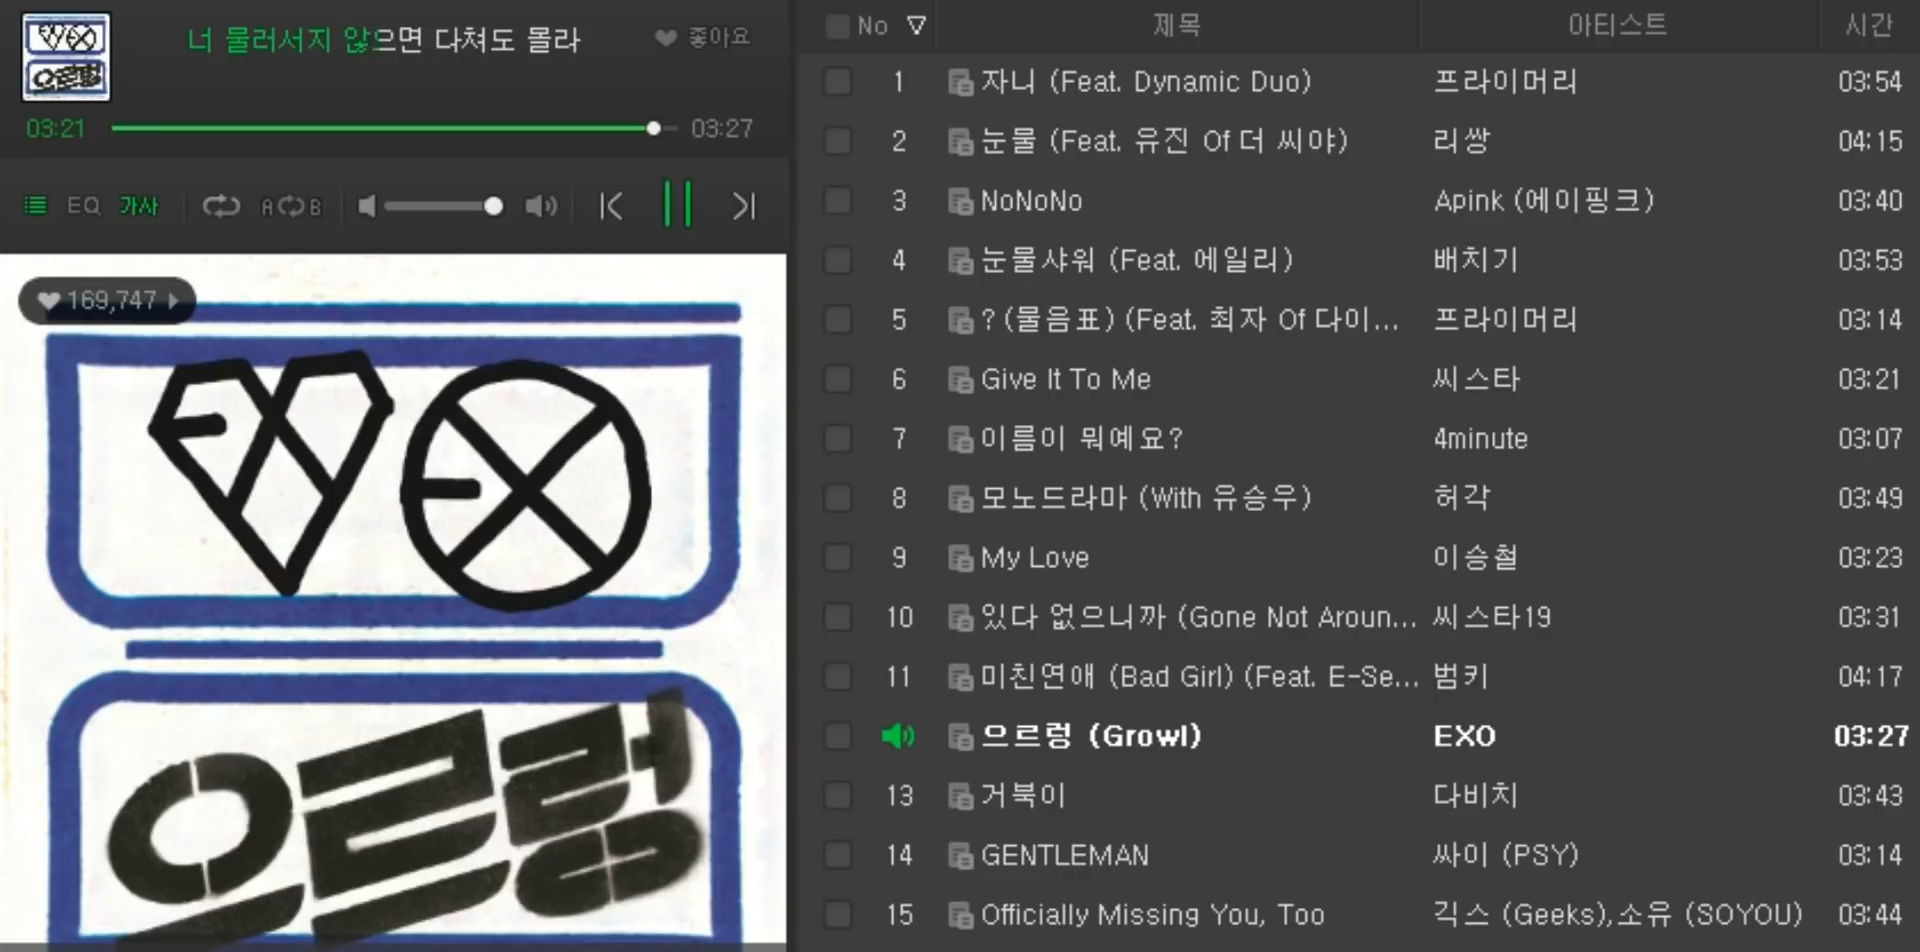 너 물러서지 않으면 다쳐도 몰라
좋아요
03:21
03:27
EQ 가사
A B
169,747
EXO
으르렁
No 제목 아티스트 시간
1 자니 (Feat. Dynamic Duo) 프라이머리 03:54
2 눈물 (Feat. 유진 Of 더 씨야) 리쌍 04:15
3 NoNoNo Apink (에이핑크) 03:40
4 눈물샤워 (Feat. 에일리) 배치기 03:53
5 ? (물음표) (Feat. 최자 Of 다이... 프라이머리 03:14
6 Give It To Me 씨스타 03:21
7 이름이 뭐예요? 4minute 03:07
8 모노드라마 (With 유승우) 허각 03:49
9 My Love 이승철 03:23
10 있다 없으니까 (Gone Not Aroun... 씨스타19 03:31
11 미친연애 (Bad Girl) (Feat. E-Se... 범키 04:17
으르렁 (Growl) EXO 03:27
13 거북이 다비치 03:43
14 GENTLEMAN 싸이 (PSY) 03:14
15 Officially Missing You, Too 긱스 (Geeks),소유 (SOYOU) 03:44